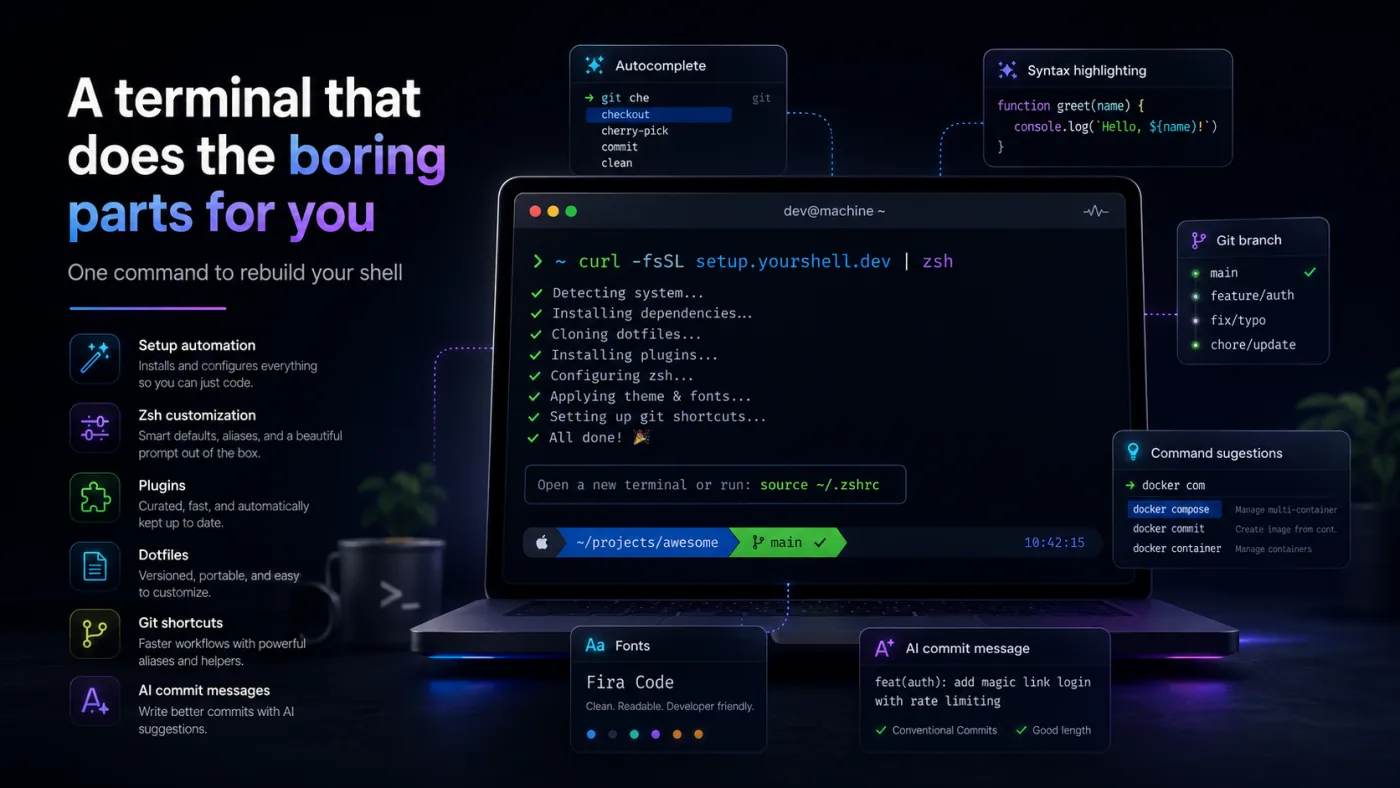 A terminal that
does the boring
parts for you
One command to rebuild your shell
Setup automation
Installs and configures everything
so you can just code.
Zsh customization
Smart defaults, aliases, and a beautiful
prompt out of the box.
Plugins
Curated, fast, and automatically
kept up to date.
Dotfiles
Versioned, portable, and easy
to customize.
Git shortcuts
Faster workflows with powerful
aliases and helpers.
AI commit messages
Write better commits with AI
suggestions.
>_
Autocomplete
→ git che git
checkout
cherry-pick
commit
clean
Syntax highlighting
function greet(name) {
console.log(`Hello, ${name}!`)
}
dev@machine ~
❯ ~ curl -fsSL setup.yourshell.dev | zsh
✓ Detecting system...
✓ Installing dependencies...
✓ Cloning dotfiles...
✓ Installing plugins...
✓ Configuring zsh...
✓ Applying theme & fonts...
✓ Setting up git shortcuts...
✓ All done! 🎉
Open a new terminal or run: source ~/.zshrc
~/projects/awesome main ✓ 10:42:15
Git branch
main ✓
feature/auth
fix/typo
chore/update
Command sugestions
→ docker com
docker compose Manage multi-container
docker commit Create image from cont.
docker container Manage containers
Aa Fonts
Fira Code
Clean. Readable. Developer friendly.
AI commit message
feat(auth): add magic link login
with rate limiting
✓ Conventional Commits ✓ Good length